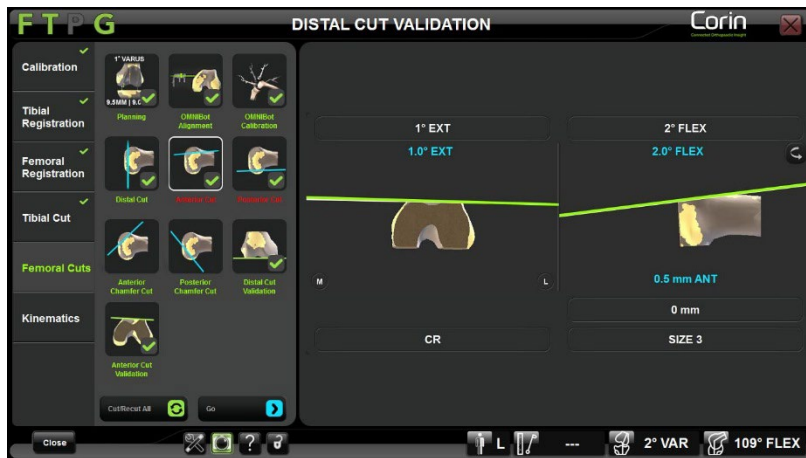 F T P G
DISTAL CUT VALIDATION
Corin
Connected Orthopaedic Insight
Calibration
Tibial
Registration
Femoral
Registration
Tibial Cut
Femoral Cuts
Kinematics
1° VARUS
Planning
OMNIBot
Alignment
OMNIBot
Calibration
Distal Cut
Anterior Cut
Posterior Cut
Anterior
Chamfer Cut
Posterior
Chamfer Cut
Distal Cut
Validation
Anterior Cut
Validation
Cut/Recut All
Go
1° EXT
1.0° EXT
M
L
CR
2° FLEX
2.0° FLEX
0.5 mm ANT
0 mm
SIZE 3
Close
?
L
---
2° VAR
109° FLEX